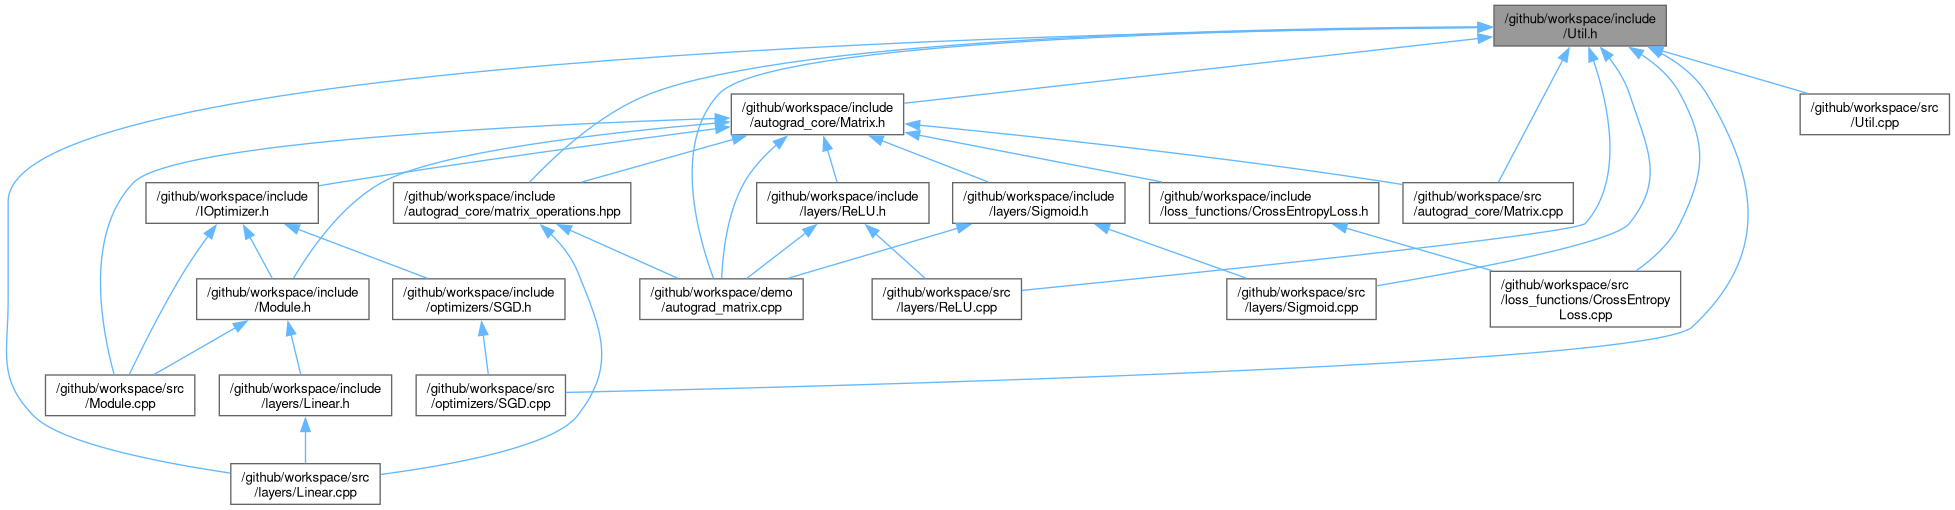 /github/workspace/include
/Util.h
/github/workspace/include
/autograd_core/Matrix.h
/github/workspace/src
/Util.cpp
/github/workspace/include
/IOptimizer.h
/github/workspace/include
/autograd_core/matrix_operations.hpp
/github/workspace/include
/layers/ReLU.h
/github/workspace/include
/layers/Sigmoid.h
/github/workspace/include
/loss_functions/CrossEntropyLoss.h
/github/workspace/src
/autograd_core/Matrix.cpp
/github/workspace/include
/Module.h
/github/workspace/include
/optimizers/SGD.h
/github/workspace/demo
/autograd_matrix.cpp
/github/workspace/src
/layers/ReLU.cpp
/github/workspace/src
/layers/Sigmoid.cpp
/github/workspace/src
/loss_functions/CrossEntropy
Loss.cpp
/github/workspace/src
/Module.cpp
/github/workspace/include
/layers/Linear.h
/github/workspace/src
/optimizers/SGD.cpp
/github/workspace/src
/layers/Linear.cpp